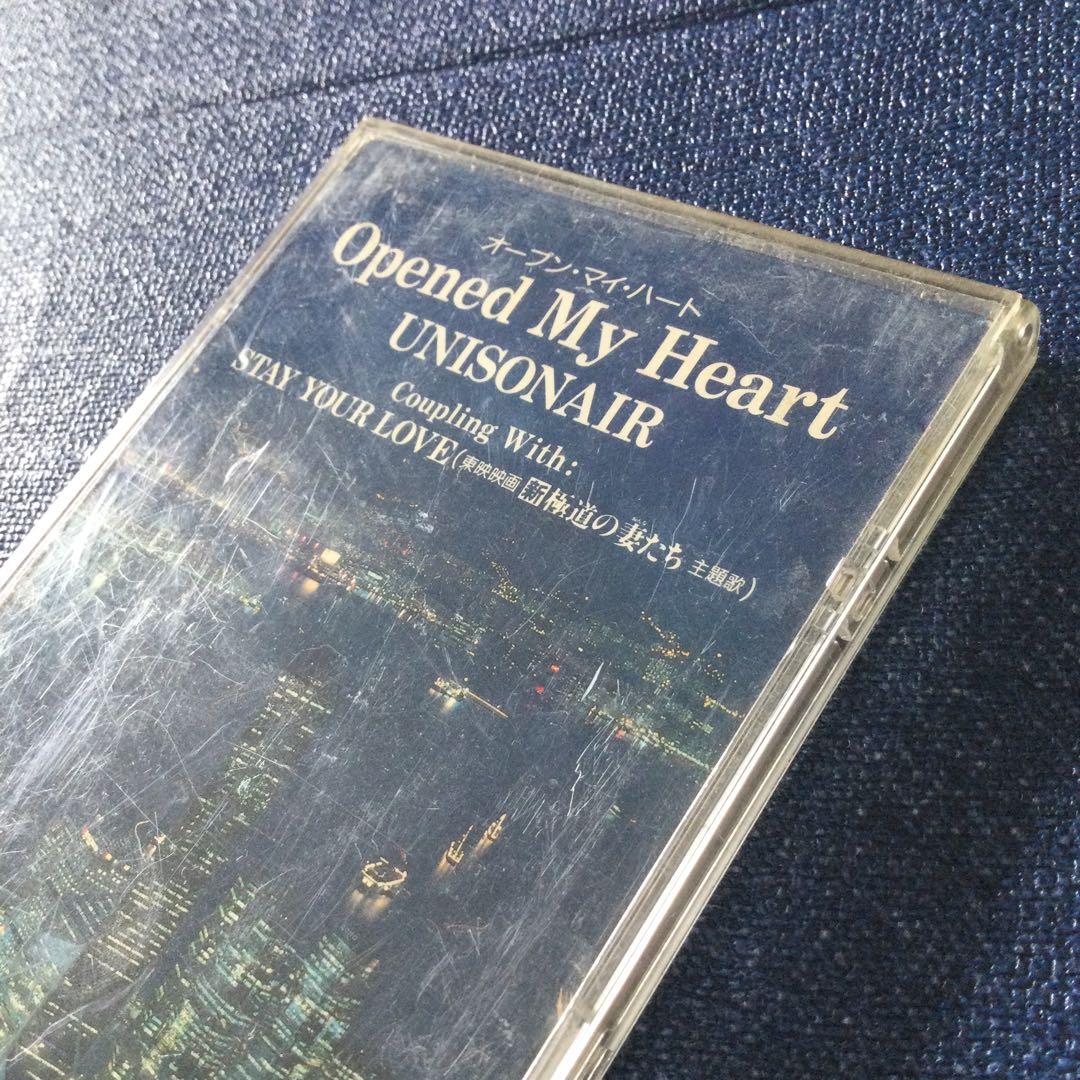 オープン・マイ・ハート
Opened My Heart
UNISONAIR
Coupling With:
STAY YOUR LOVE(東映映画 新極道の妻たち 主題歌)